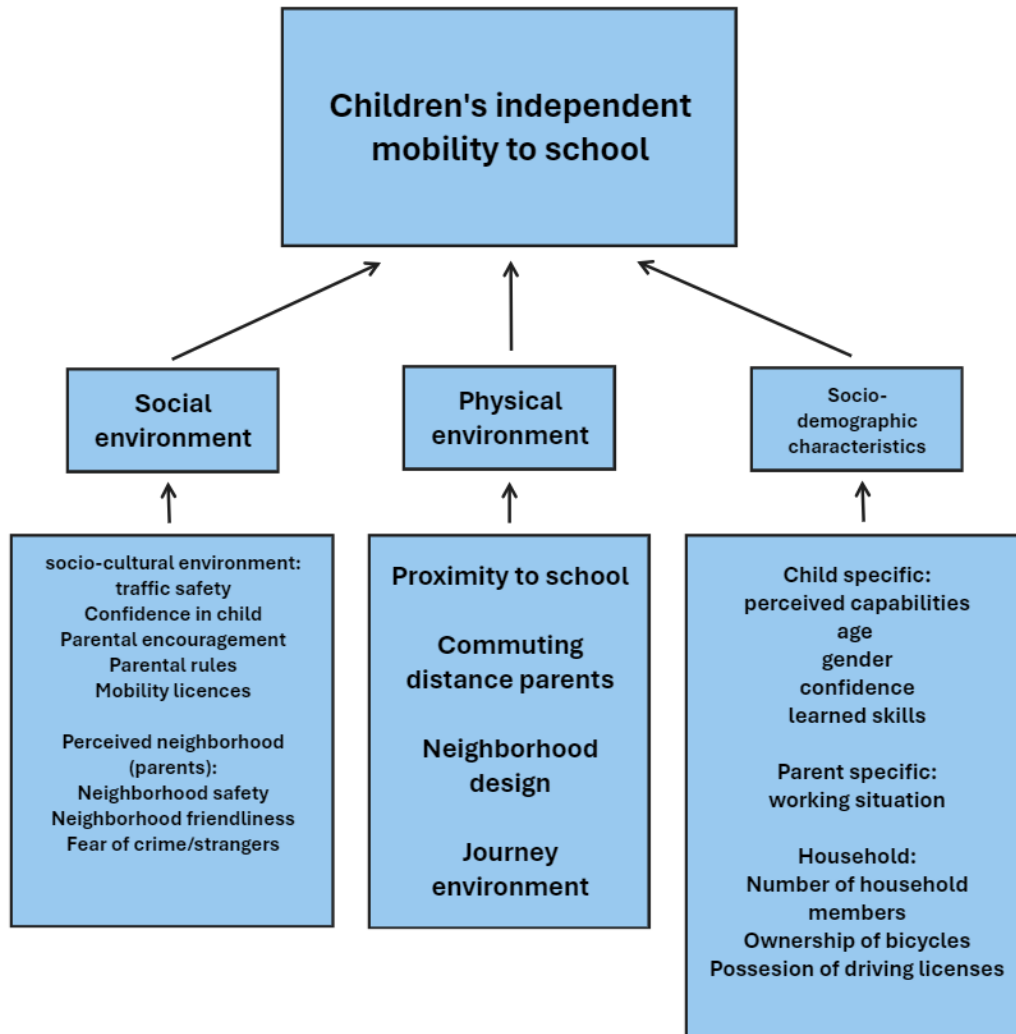 Children's independent
mobility to school
Social
environment
Physical
environment
Socio-
demographic
characteristics
socio-cultural environment:
traffic safety
Confidence in child
Parental encouragement
Parental rules
Mobility licences
Perceived neighborhood
(parents):
Neighborhood safety
Neighborhood friendliness
Fear of crime/strangers
Proximity to school
Commuting
distance parents
Neighborhood
design
Journey
environment
Child specific:
perceived capabilities
age
gender
confidence
learned skills
Parent specific:
working situation
Household:
Number of household
members
Ownership of bicycles
Possesion of driving licenses